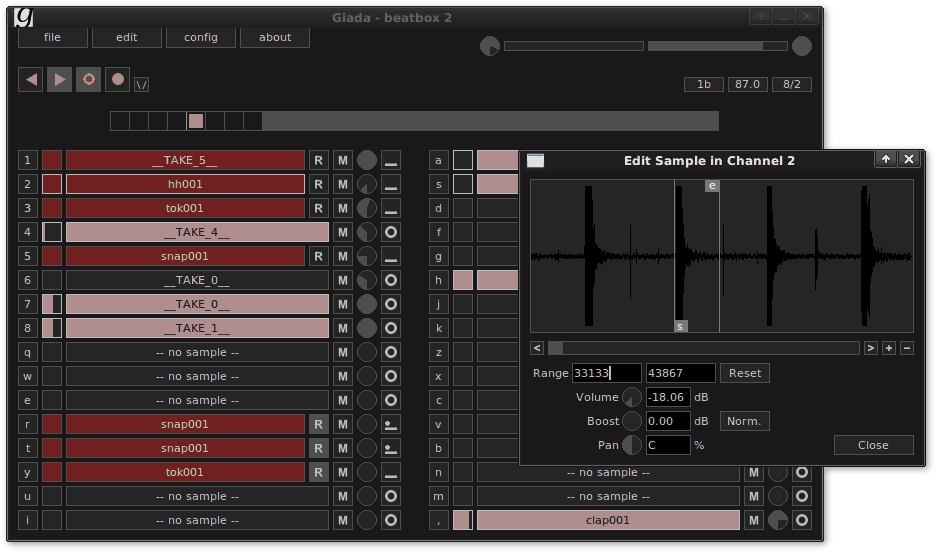 g Giada - beatbox 2
file edit config about
\/ 1b 87.0 8/2
1 __TAKE_5__ R M a
2 hh001 R M s
3 tok001 R M d
4 __TAKE_4__ M f
5 snap001 R M g
6 __TAKE_0__ M h
7 __TAKE_0__ M j
8 __TAKE_1__ M k
q -- no sample -- M z
w -- no sample -- M x
e -- no sample -- M c
r snap001 R M v
t snap001 R M b
y tok001 R M n -- no sample -- M
u -- no sample -- M m -- no sample -- M
i -- no sample -- M , clap001 M
Edit Sample in Channel 2
e
s
< > + −
Range 33133 43867 Reset
Volume -18.06 dB
Boost 0.00 dB Norm.
Pan C %
Close